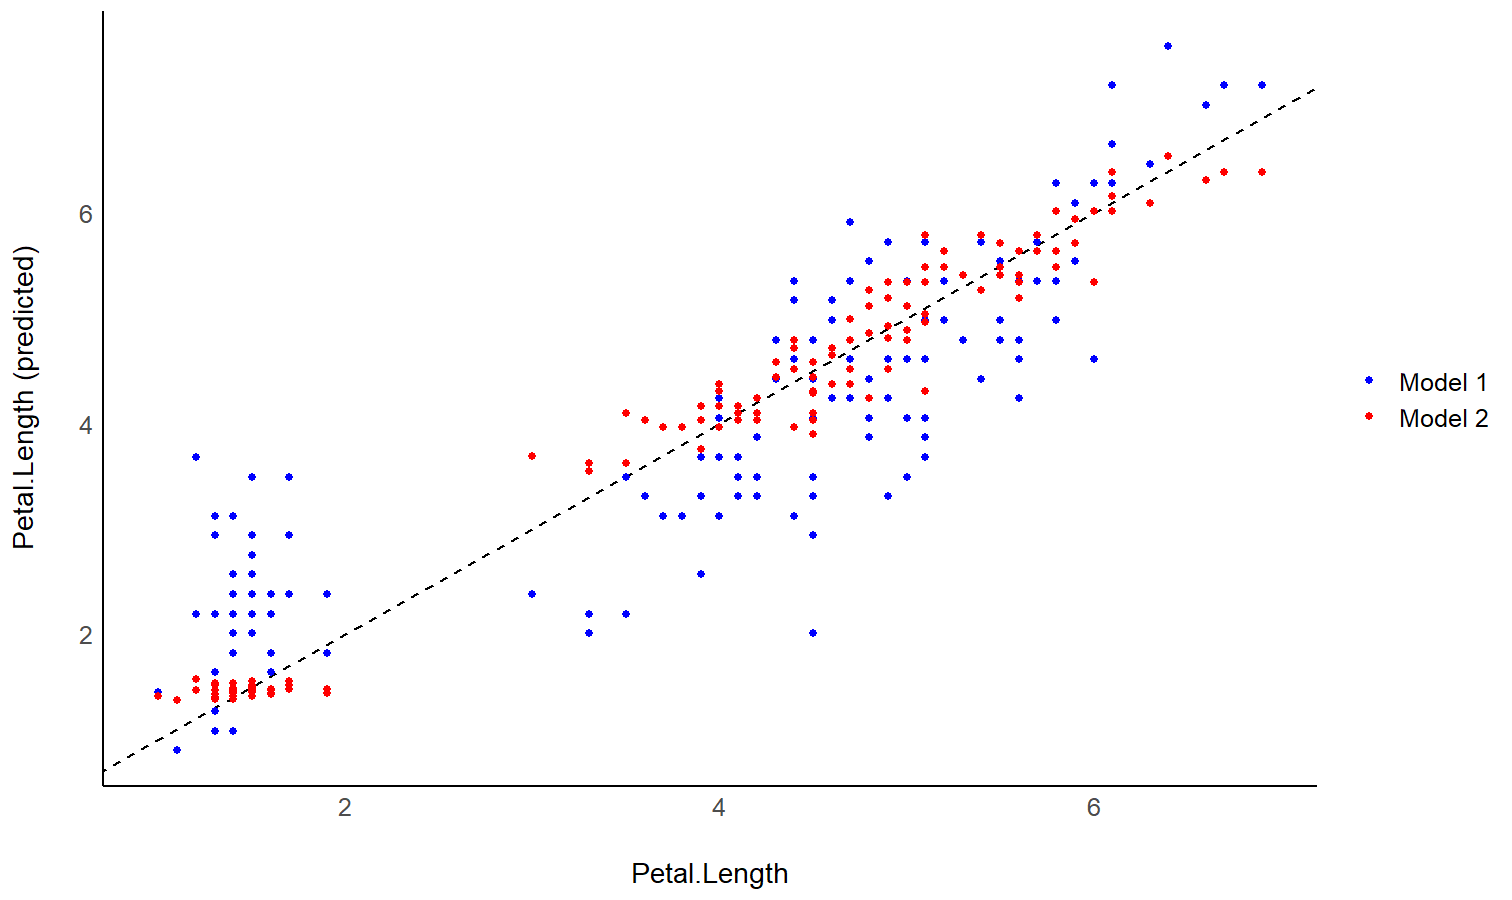 Petal.Length (predicted)
6
4
2
2 4 6
Petal.Length
Model 1
Model 2